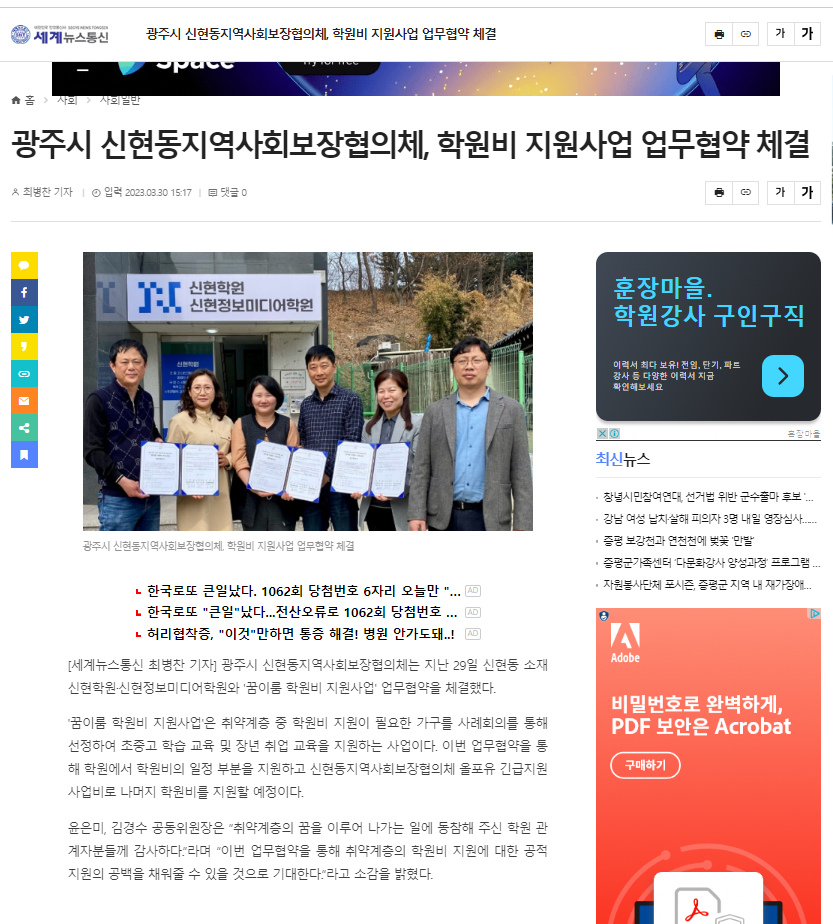 세계뉴스통신
광주시 신현동지역사회보장협의체, 학원비 지원사업 업무협약 체결
가 가
Space
Try for free
홈 > 사회 > 사회일반
광주시 신현동지역사회보장협의체, 학원비 지원사업 업무협약 체결
최병찬 기자 | 입력 2023.03.30 15:17 | 댓글 0
가 가
신현학원
신현정보미디어학원
신현학원
광주시 신현동지역사회보장협의체, 학원비 지원사업 업무협약 체결
한국로또 큰일났다. 1062회 당첨번호 6자리 오늘만 "... AD
한국로또 "큰일"났다...전산오류로 1062회 당첨번호 ... AD
허리협착증, "이것"만하면 통증 해결! 병원 안가도돼..! AD
[세계뉴스통신 최병찬 기자] 광주시 신현동지역사회보장협의체는 지난 29일 신현동 소재
신현학원·신현정보미디어학원와 ‘꿈이룸 학원비 지원사업’ 업무협약을 체결했다.
‘꿈이룸 학원비 지원사업’은 취약계층 중 학원비 지원이 필요한 가구를 사례회의를 통해
선정하여 초중고 학습 교육 및 장년 취업 교육을 지원하는 사업이다. 이번 업무협약을 통
해 학원에서 학원비의 일정 부분을 지원하고 신현동지역사회보장협의체 올포유 긴급지원
사업비로 나머지 학원비를 지원할 예정이다.
윤은미, 김경수 공동위원장은 “취약계층의 꿈을 이루어 나가는 일에 동참해 주신 학원 관
계자분들께 감사하다.”라며 “이번 업무협약을 통해 취약계층의 학원비 지원에 대한 공적
지원의 공백을 채워줄 수 있을 것으로 기대한다.”라고 소감을 밝혔다.
훈장마을.
학원강사 구인구직
이력서 최다 보유! 전임, 단기, 파트
강사 등 다양한 이력서 지금
확인해보세요
훈장마을
최신뉴스
창녕시민참여연대, 선거법 위반 군수출마 후보 '...
강남 여성 납치·살해 피의자 3명 내일 영장심사......
증평 보강천과 연천천에 벚꽃 '만발'
증평군가족센터 '다문화강사 양성과정' 프로그램 ...
자원봉사단체 포시즌, 증평군 지역 내 재가장애...
Adobe
비밀번호로 완벽하게,
PDF 보안은 Acrobat
구매하기